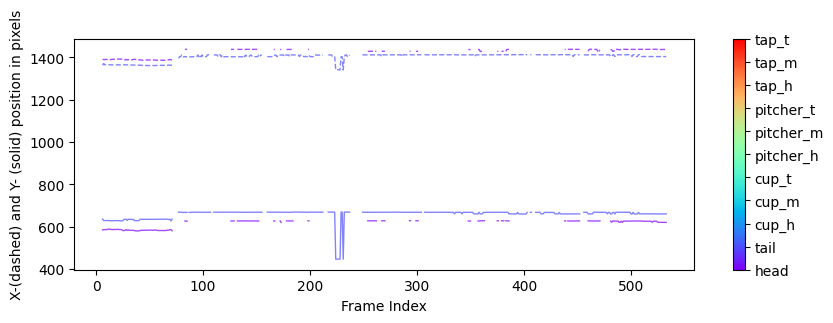 X-(dashed) and Y- (solid) position in pixels
1400
1200
1000
800
600
400
0
100
200
300
400
500
Frame Index
tap_t
tap_m
tap_h
pitcher_t
pitcher_m
pitcher_h
cup_t
cup_m
cup_h
tail
head